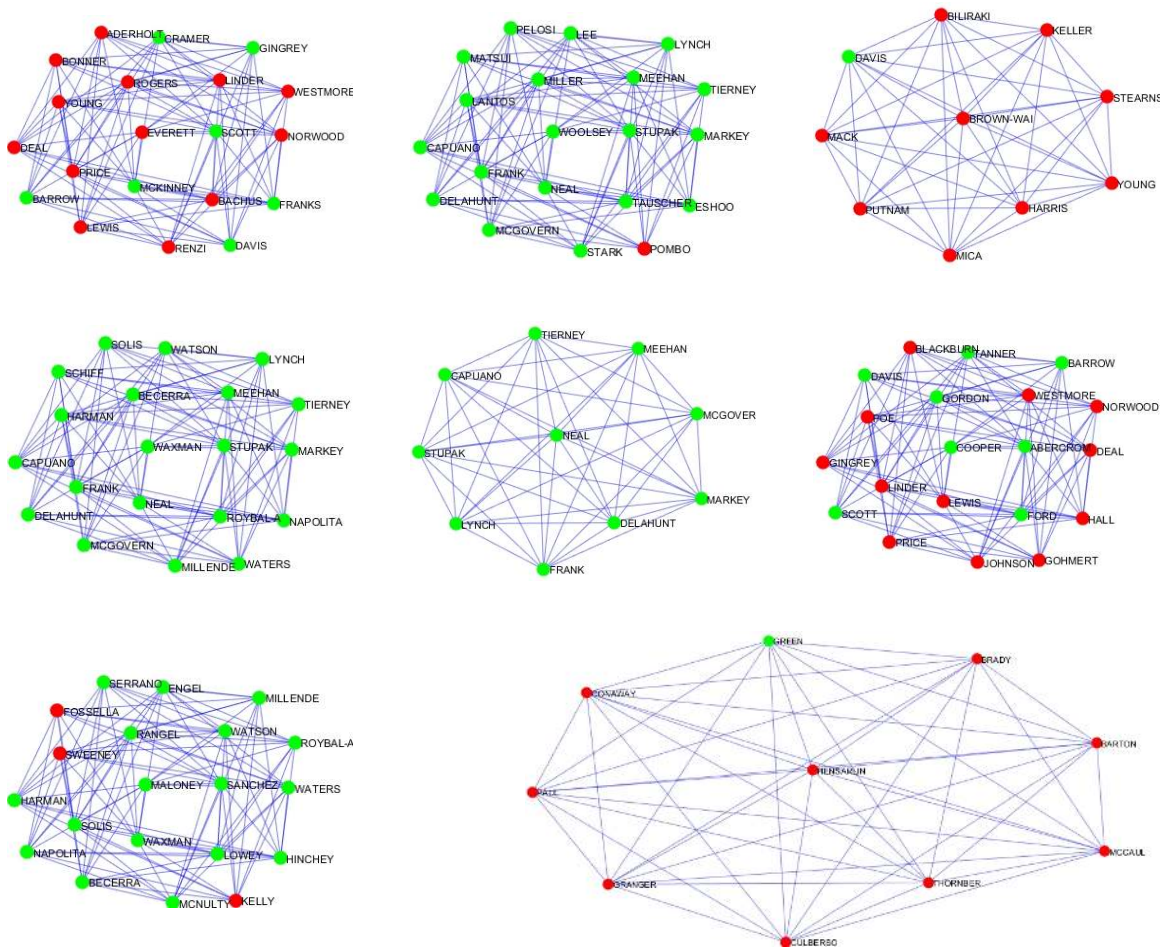 ADERHOLT
CRAMER
GINGREY
BONNER
ROGERS
LINDER
WESTMORE
YOUNG
EVERETT
SCOTT
NORWOOD
DEAL
PRICE
MCKINNEY
BARROW
BACHUS
FRANKS
LEWIS
RENZI
DAVIS
PELOSI
LEE
LYNCH
MATSUI
MILLER
MEEHAN
TIERNEY
LANTOS
WOOLSEY
STUPAK
MARKEY
CAPUANO
FRANK
NEAL
DELAHUNT
TAUSCHER
ESHOO
MCGOVERN
STARK
POMBO
BILIRAKI
KELLER
DAVIS
STEARNS
BROWN-WAI
MACK
YOUNG
PUTNAM
HARRIS
MICA
SOLIS
WATSON
LYNCH
SCHIFF
BECERRA
MEEHAN
TIERNEY
HARMAN
WAXMAN
STUPAK
MARKEY
CAPUANO
FRANK
NEAL
DELAHUNT
ROYBAL-A
NAPOLITA
MCGOVERN
MILLENDE
WATERS
TIERNEY
MEEHAN
CAPUANO
MCGOVER
NEAL
STUPAK
MARKEY
LYNCH
DELAHUNT
FRANK
BLACKBURN
TANNER
BARROW
DAVIS
GORDON
WESTMORE
NORWOOD
POE
COOPER
ABERCROM
DEAL
GINGREY
LINDER
LEWIS
SCOTT
FORD
HALL
PRICE
JOHNSON
GOHMERT
SERRANO
ENGEL
MILLENDE
FOSSELLA
RANGEL
WATSON
ROYBAL-A
SWEENEY
MALONEY
SANCHEZ
WATERS
HARMAN
SOLIS
WAXMAN
NAPOLITA
LOWEY
HINCHEY
BECERRA
MCNULTY
KELLY
GREEN
BRADY
CONAWAY
BARTON
HENSARLIN
PAUL
MCCAUL
GRANGER
THORNBER
CULBERSO